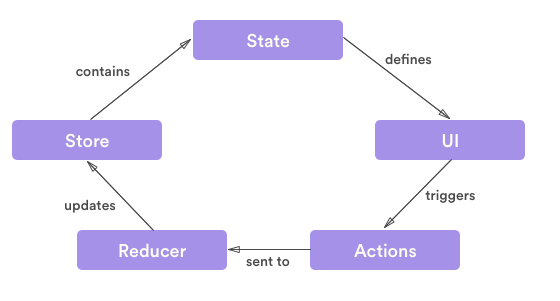 State
contains
defines
Store
UI
updates
triggers
Reducer
sent to
Actions